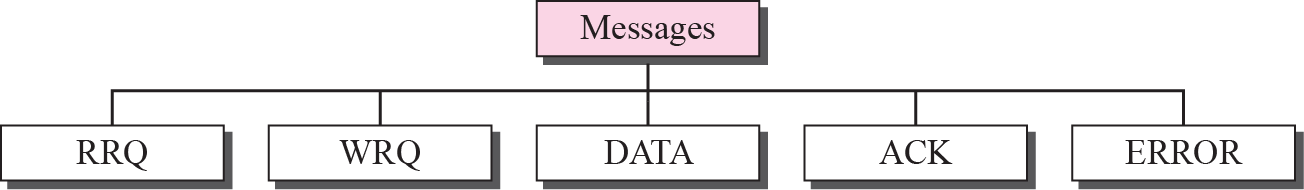 Messages
RRQ
WRQ
DATA
ACK
ERROR